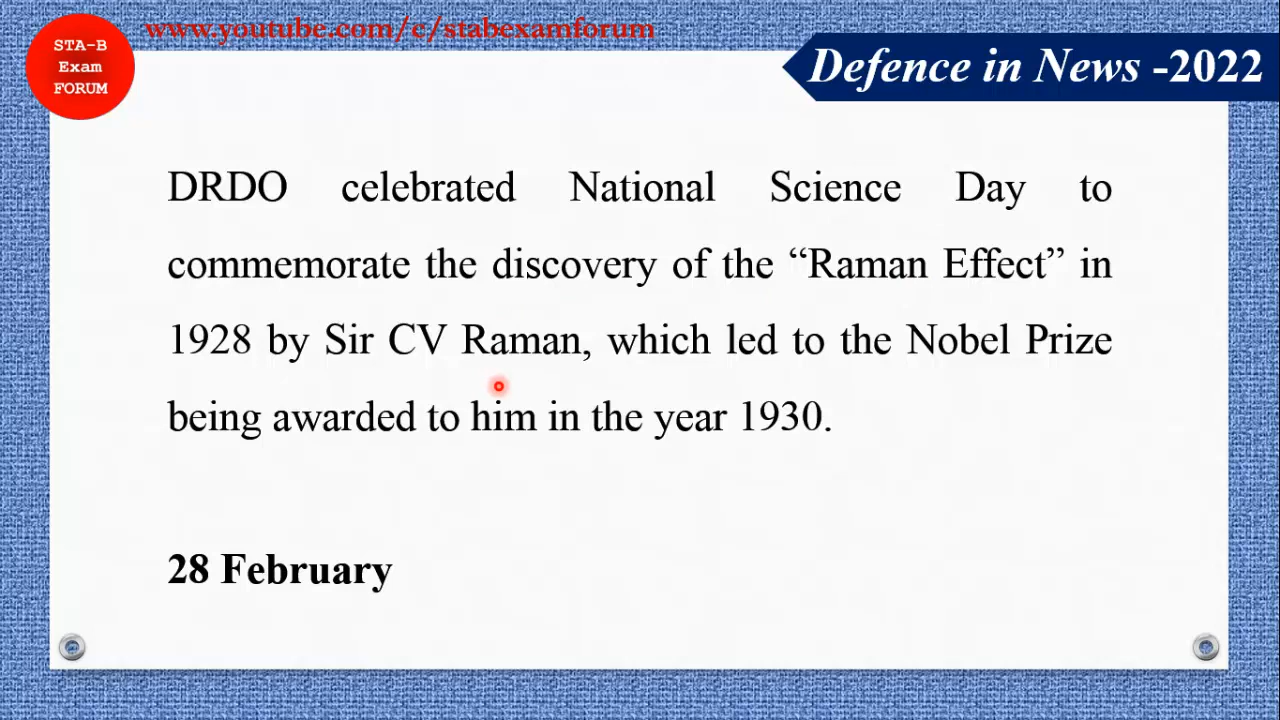 www.youtube.com/c/stabexamforum
STA-B
Exam
FORUM
Defence in News -2022
DRDO celebrated National Science Day to
commemorate the discovery of the “Raman Effect” in
1928 by Sir CV Raman, which led to the Nobel Prize
being awarded to him in the year 1930.
28 February